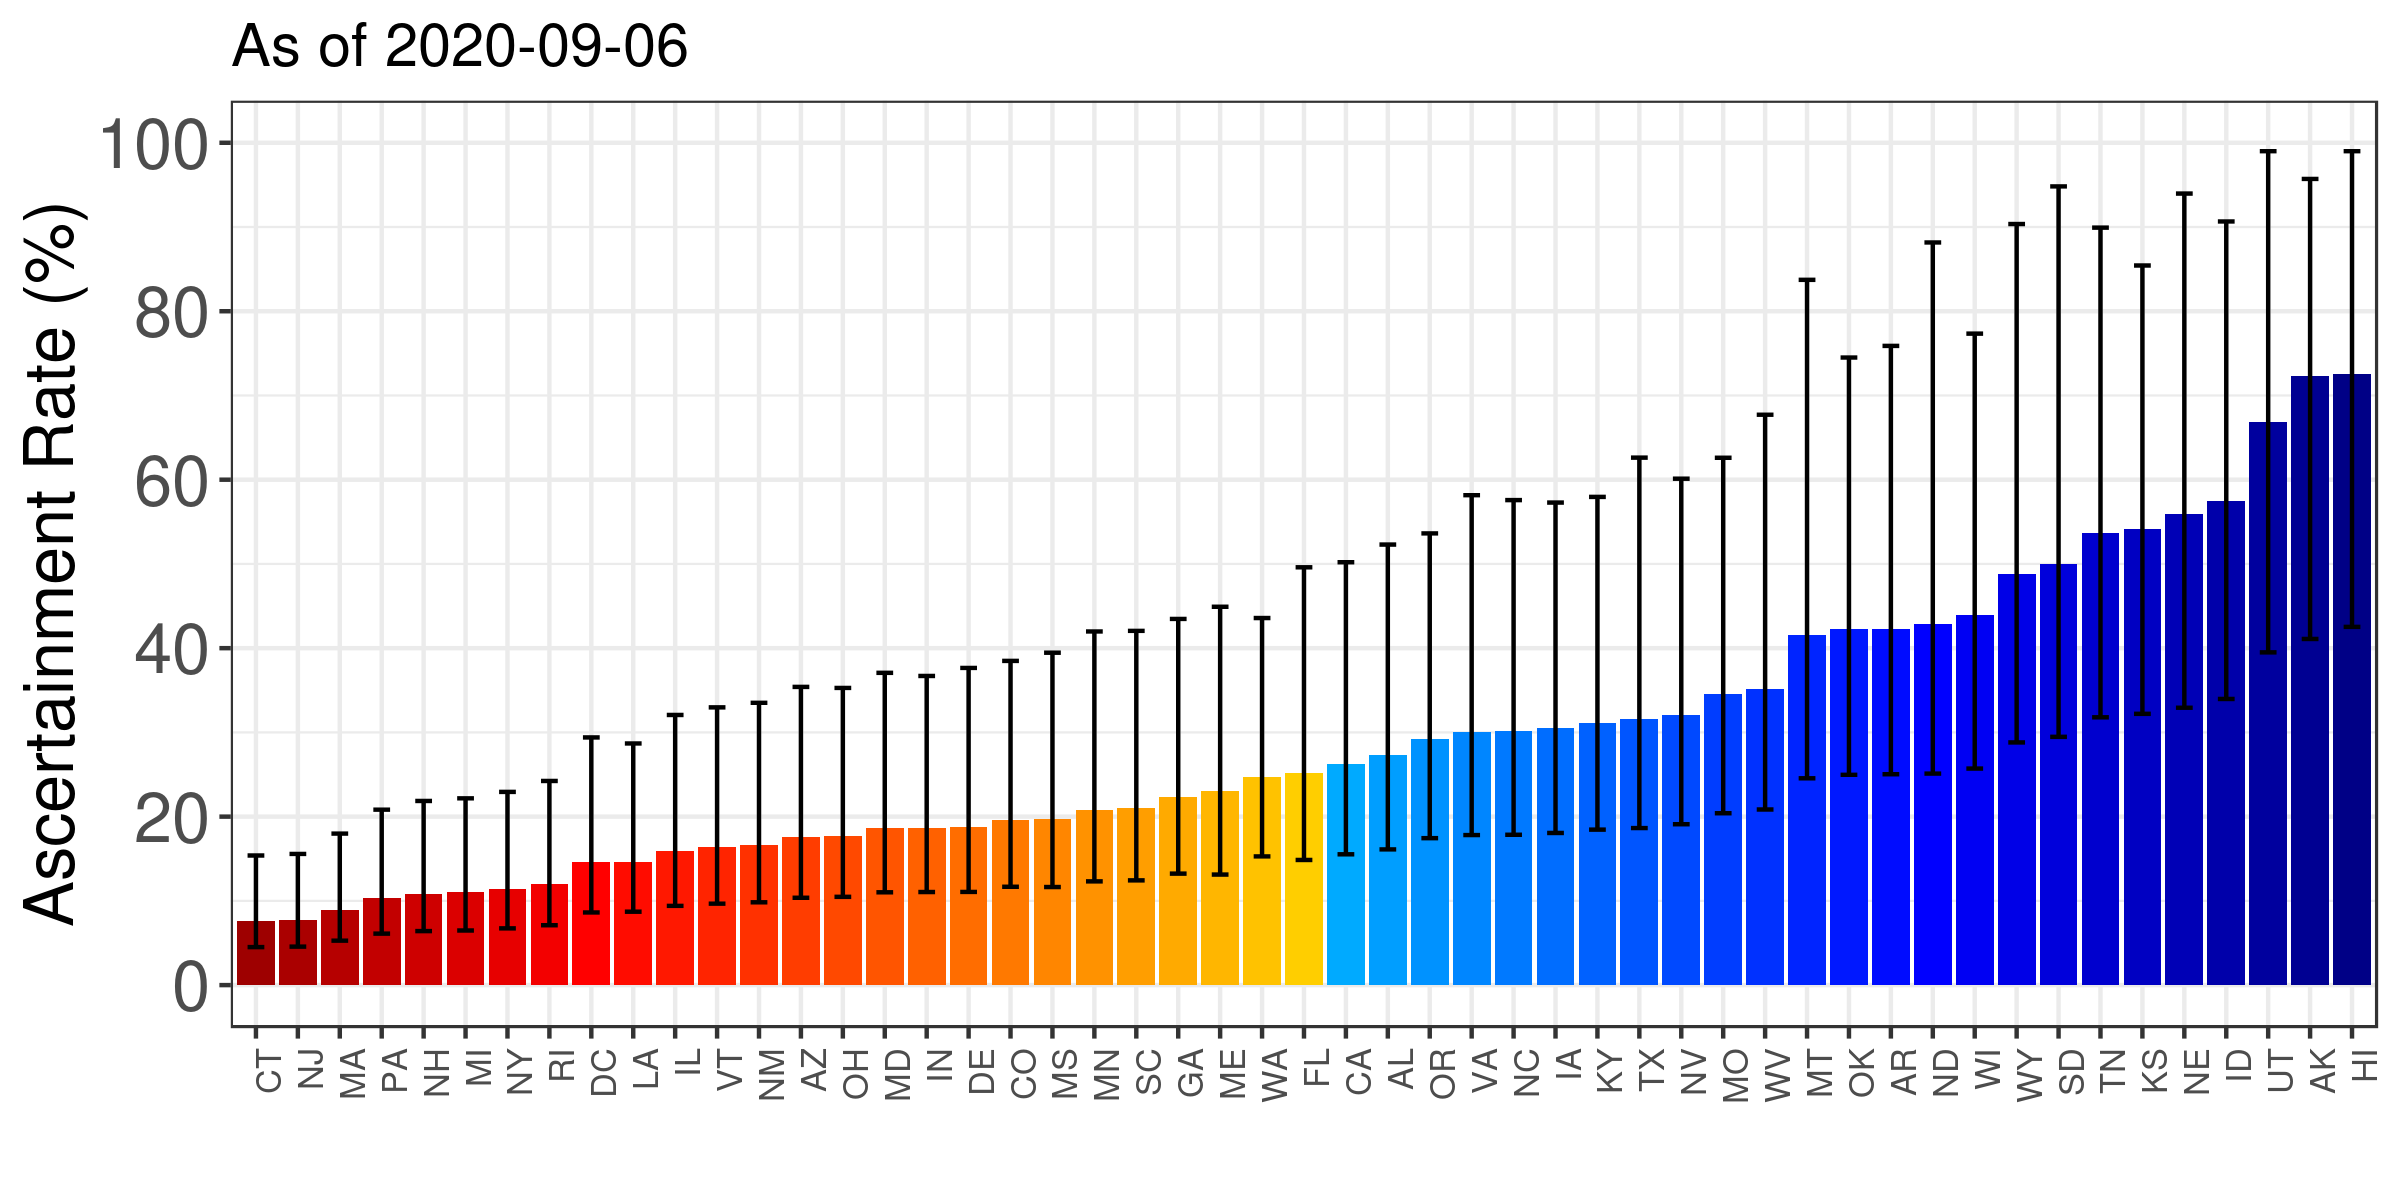 As of 2020-09-06
Ascertainment Rate (%)
100
80
60
40
20
0
CT NJ MA PA NH MI NY RI DC LA IL VT NM AZ OH MD IN DE CO MS MN SC GA ME WA FL CA AL OR VA NC IA KY TX NV MO WV MT OK AR ND WI WY SD TN KS NE ID UT AK HI